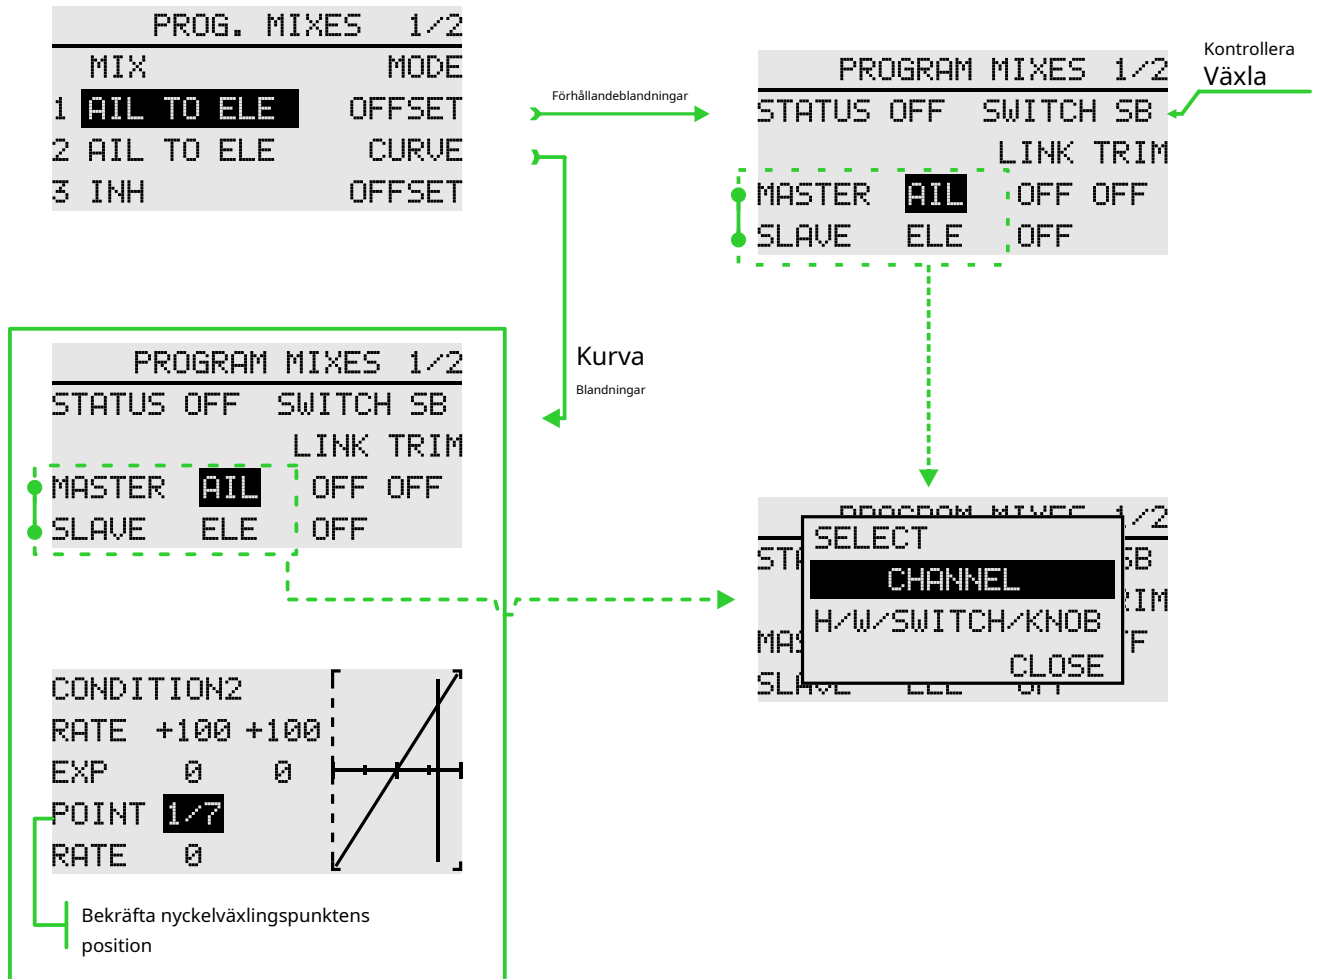 PROG. MIXES 1/2
MIX MODE
1 AIL TO ELE OFFSET
2 AIL TO ELE CURVE
3 INH OFFSET
Förhållandeblandningar
Kontrollera
Växla
PROGRAM MIXES 1/2
STATUS OFF SWITCH SB
LINK TRIM
MASTER AIL OFF OFF
SLAVE ELE OFF
Kurva
Blandningar
PROGRAM MIXES 1/2
STATUS OFF SWITCH SB
LINK TRIM
MASTER AIL OFF OFF
SLAVE ELE OFF
SELECT
CHANNEL
H/W/SWITCH/KNOB
CLOSE
CONDITION2
RATE +100 +100
EXP 0 0
POINT 1/7
RATE 0
Bekräfta nyckelväxlingspunktens
position